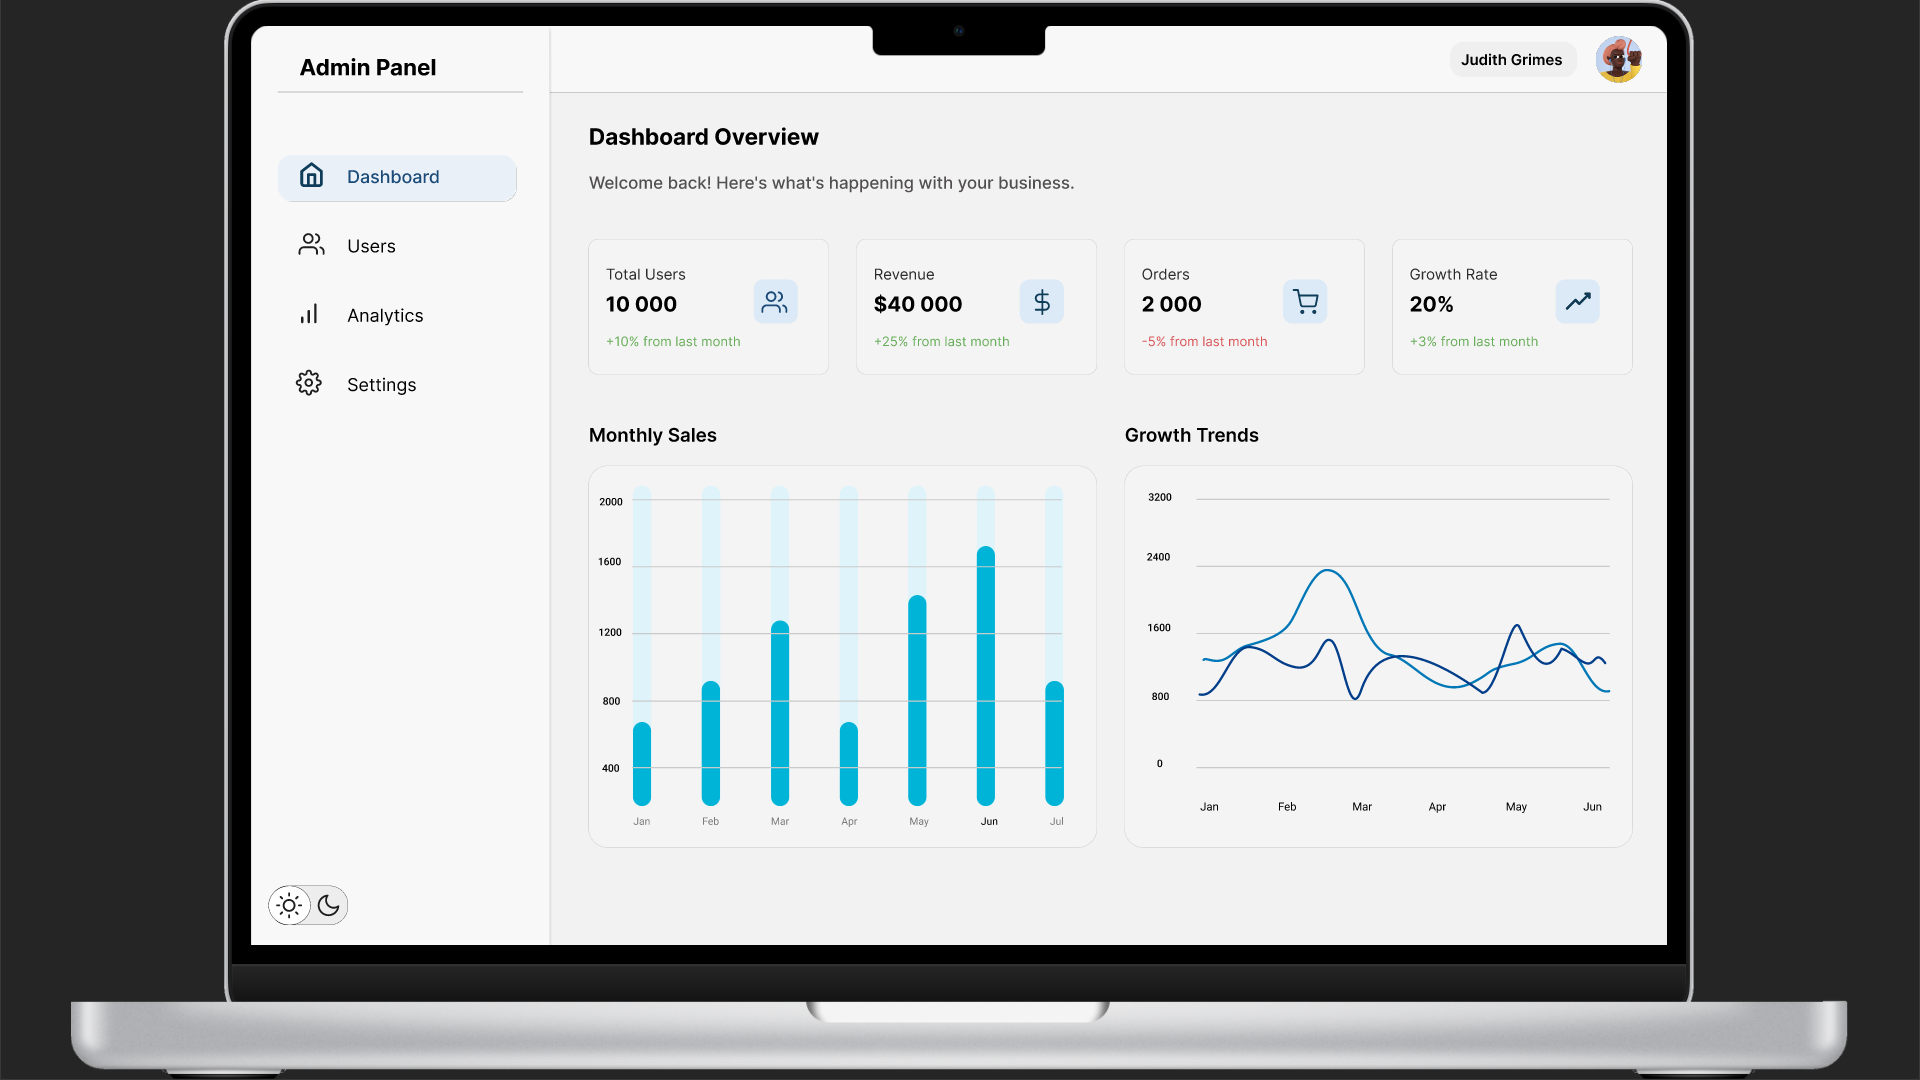 Admin Panel
Judith Grimes
Dashboard
Users
Analytics
Settings
Dashboard Overview
Welcome back! Here's what's happening with your business.
Total Users
10 000
+10% from last month
Revenue
$40 000
+25% from last month
Orders
2 000
-5% from last month
Growth Rate
20%
+3% from last month
Monthly Sales
2000
1600
1200
800
400
Jan Feb Mar Apr May Jun Jul
Growth Trends
3200
2400
1600
800
0
Jan Feb Mar Apr May Jun